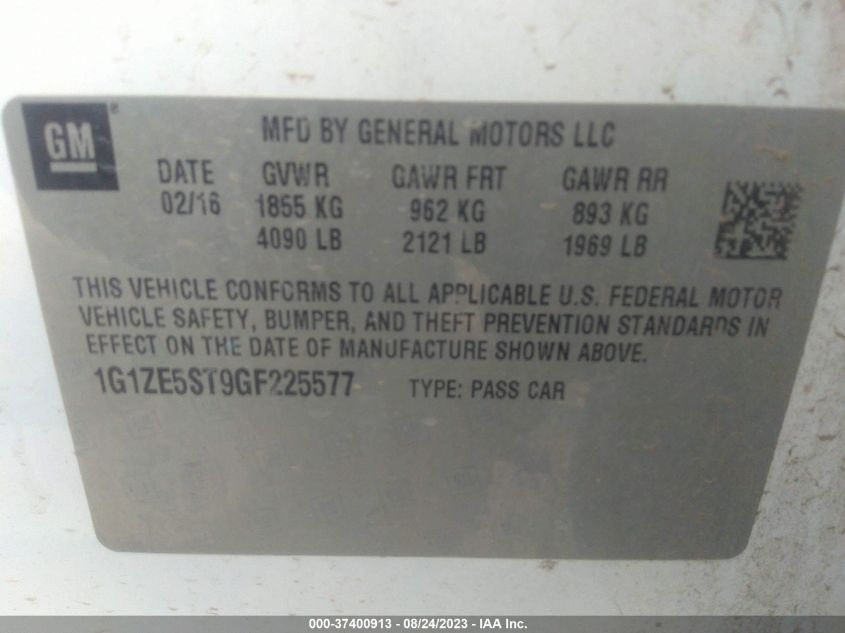 GM ®
MFD BY GENERAL MOTORS LLC
DATE GVWR GAWR FRT GAWR RR
02/16 1855 KG 962 KG 893 KG
4090 LB 2121 LB 1969 LB
THIS VEHICLE CONFORMS TO ALL APPLICABLE U.S. FEDERAL MOTOR
VEHICLE SAFETY, BUMPER, AND THEFT PREVENTION STANDARDS IN
EFFECT ON THE DATE OF MANUFACTURE SHOWN ABOVE.
1G1ZE5ST9GF225577 TYPE: PASS CAR
000-37400913 - 08/24/2023 - IAA Inc.